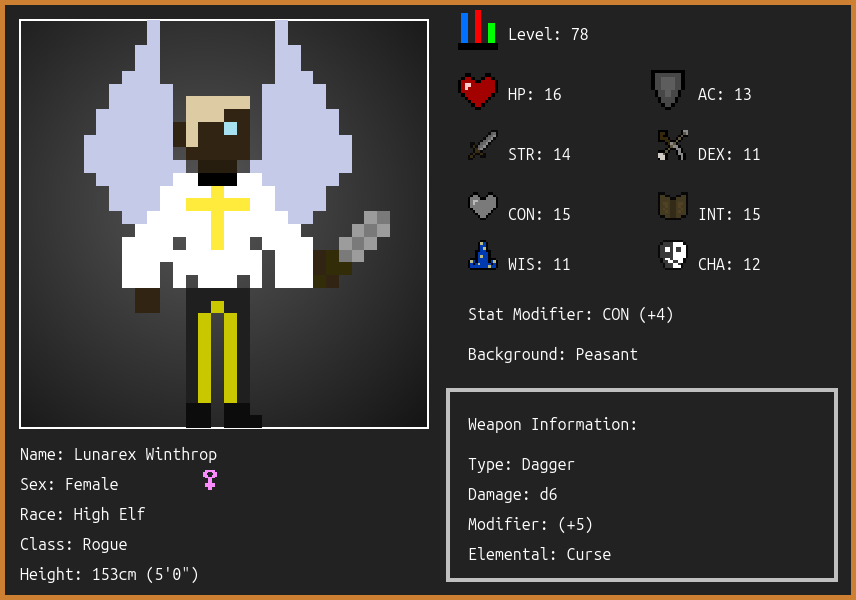 Level: 78
HP: 16
AC: 13
STR: 14
DEX: 11
CON: 15
INT: 15
WIS: 11
CHA: 12
Stat Modifier: CON (+4)
Background: Peasant
Weapon Information:
Type: Dagger
Damage: d6
Modifier: (+5)
Elemental: Curse
Name: Lunarex Winthrop
Sex: Female
Race: High Elf
Class: Rogue
Height: 153cm (5'0")